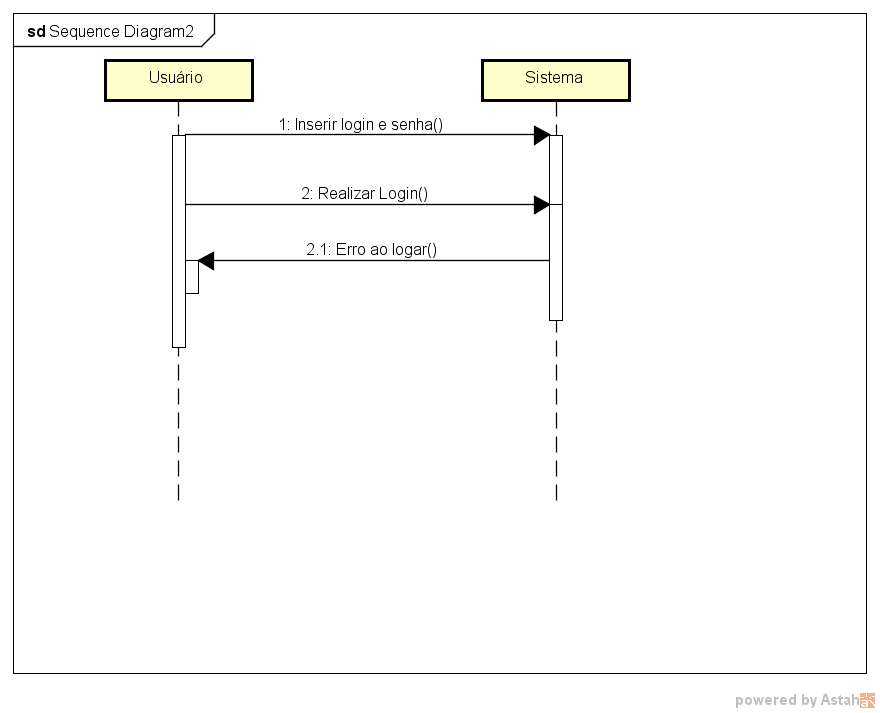 sd Sequence Diagram2
Usuário
Sistema
1: Inserir login e senha()
2: Realizar Login()
2.1: Erro ao logar()
powered by Astah